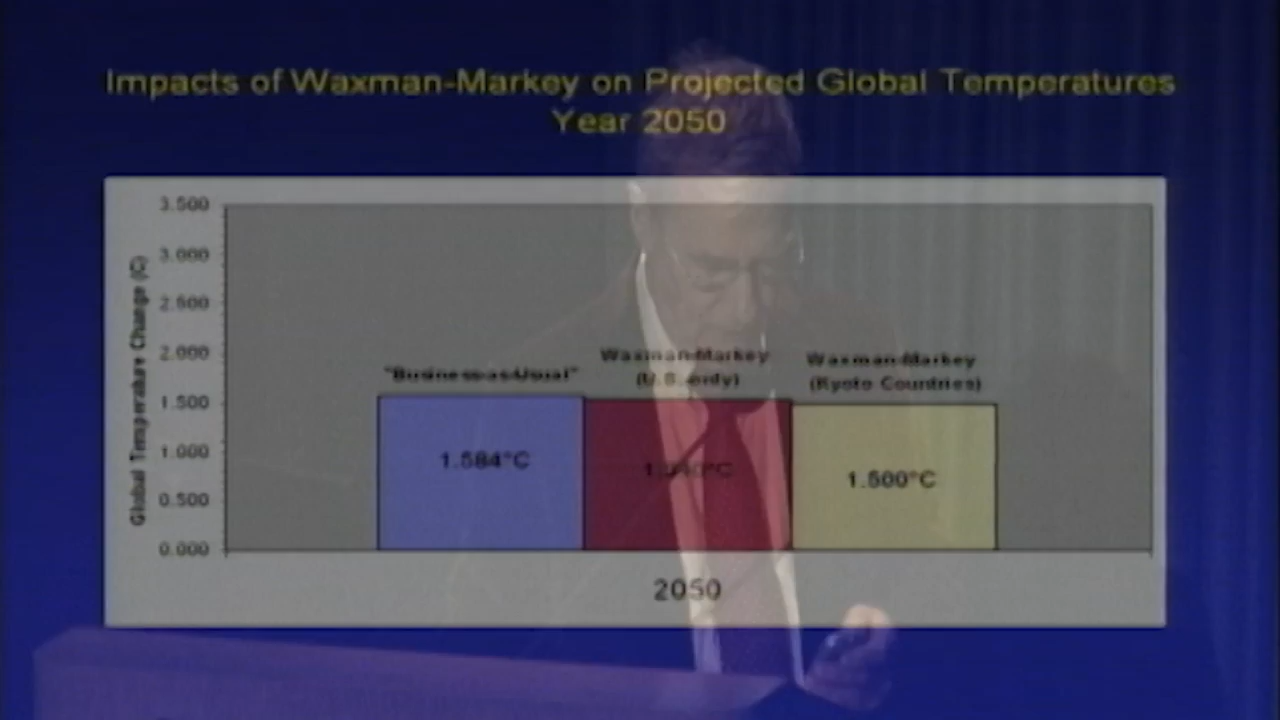 Impacts of Waxman-Markey on Projected Global Temperatures
Year 2050
3.500
3.000
2.500
2.000
1.500
1.000
0.500
0.000
Global Temperature Change (C)
"Business-as-Usual"
Waxman-Markey
(U.S. only)
Waxman-Markey
(Kyoto Countries)
1.584°C
1.500°C
2050